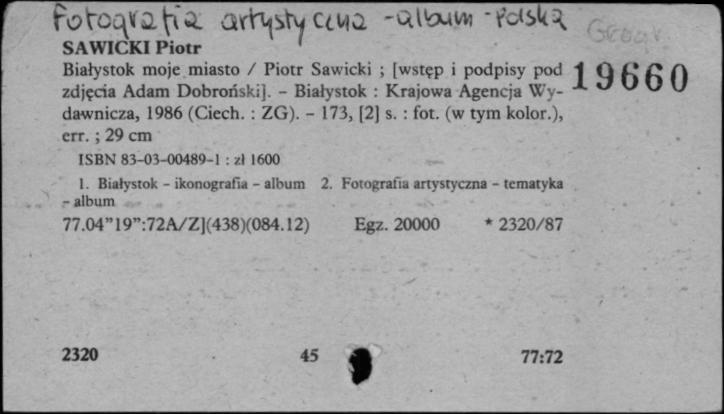 Fotografia artystyczna - album - Polska
Geogr.
SAWICKI Piotr
19660
Białystok moje miasto / Piotr Sawicki ; [wstęp i podpisy pod
zdjęcia Adam Dobroński]. – Białystok : Krajowa Agencja Wy-
dawnicza, 1986 (Ciech. : ZG). – 173, [2] s. : fot. (w tym kolor.),
err. ; 29 cm
ISBN 83-03-00489-1 : zł 1600
1. Białystok – ikonografia – album 2. Fotografia artystyczna – tematyka
– album
77.04"19":72A/Z](438)(084.12) Egz. 20000 * 2320/87
2320 45 77:72